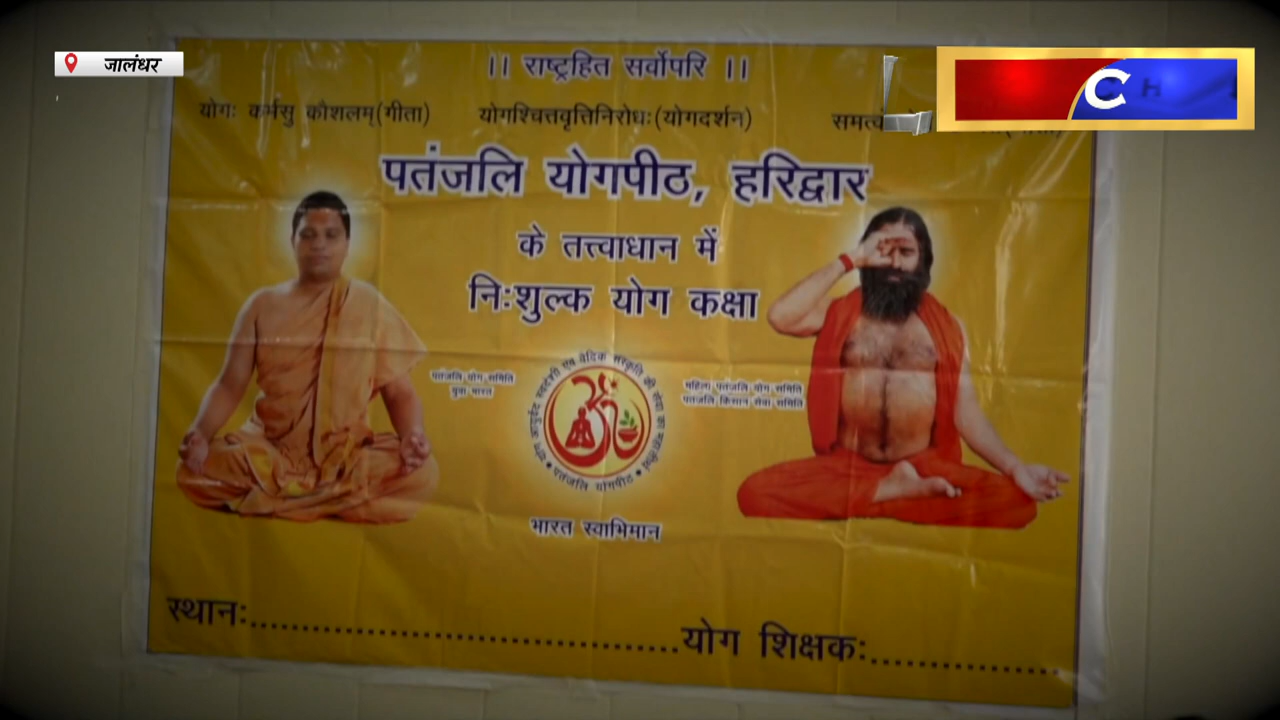 जालंधर
।। राष्ट्रहित सर्वोपरि ।।
योगः कर्मसु कौशलम्(गीता) योगश्चित्तवृत्तिनिरोधः(योगदर्शन)
पतंजलि योगपीठ, हरिद्वार
के तत्त्वाधान में
निःशुल्क योग कक्षा
पतंजलि योग समिति
युवा भारत
महिला पतंजलि योग समिति
पतंजलि किसान सेवा समिति
पतंजलि योगपीठ
भारत स्वाभिमान
स्थानः.......................................योग शिक्षकः....................
C H